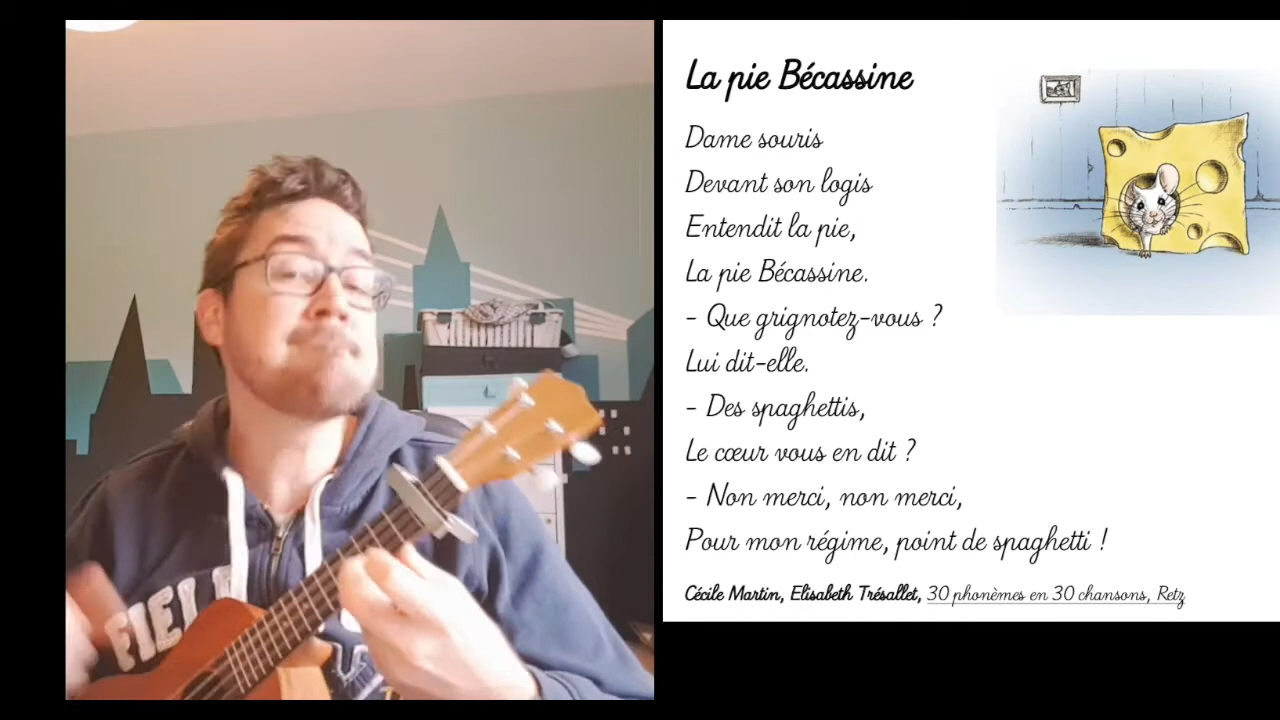 FIEL
La pie Bécassine
Dame souris
Devant son logis
Entendit la pie,
La pie Bécassine.
- Que grignotez-vous ?
Lui dit-elle.
- Des spaghettis,
Le cœur vous en dit ?
- Non merci, non merci,
Pour mon régime, point de spaghetti !
Cécile Martin, Elisabeth Trésallet, 30 phonèmes en 30 chansons, Retz